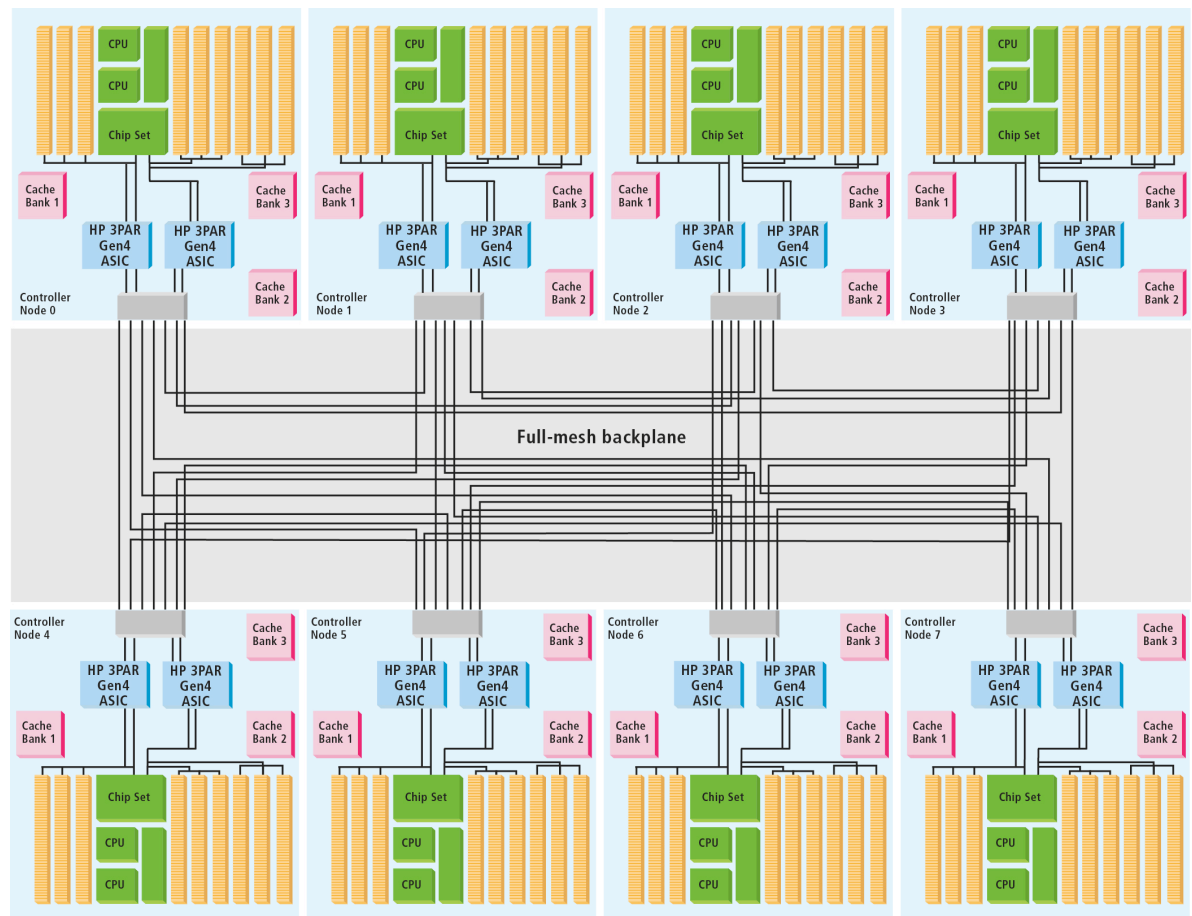 CPU
CPU
Chip Set
Cache
Bank 1
Cache
Bank 3
HP 3PAR
Gen4
ASIC
HP 3PAR
Gen4
ASIC
Cache
Bank 2
Controller
Node 0
CPU
CPU
Chip Set
Cache
Bank 1
Cache
Bank 3
HP 3PAR
Gen4
ASIC
HP 3PAR
Gen4
ASIC
Cache
Bank 2
Controller
Node 1
CPU
CPU
Chip Set
Cache
Bank 1
Cache
Bank 3
HP 3PAR
Gen4
ASIC
HP 3PAR
Gen4
ASIC
Cache
Bank 2
Controller
Node 2
CPU
CPU
Chip Set
Cache
Bank 1
Cache
Bank 3
HP 3PAR
Gen4
ASIC
HP 3PAR
Gen4
ASIC
Cache
Bank 2
Controller
Node 3
Full-mesh backplane
Controller
Node 4
Cache
Bank 3
HP 3PAR
Gen4
ASIC
HP 3PAR
Gen4
ASIC
Cache
Bank 1
Cache
Bank 2
Chip Set
CPU
CPU
Controller
Node 5
Cache
Bank 3
HP 3PAR
Gen4
ASIC
HP 3PAR
Gen4
ASIC
Cache
Bank 1
Cache
Bank 2
Chip Set
CPU
CPU
Controller
Node 6
Cache
Bank 3
HP 3PAR
Gen4
ASIC
HP 3PAR
Gen4
ASIC
Cache
Bank 1
Cache
Bank 2
Chip Set
CPU
CPU
Controller
Node 7
Cache
Bank 3
HP 3PAR
Gen4
ASIC
HP 3PAR
Gen4
ASIC
Cache
Bank 1
Cache
Bank 2
Chip Set
CPU
CPU